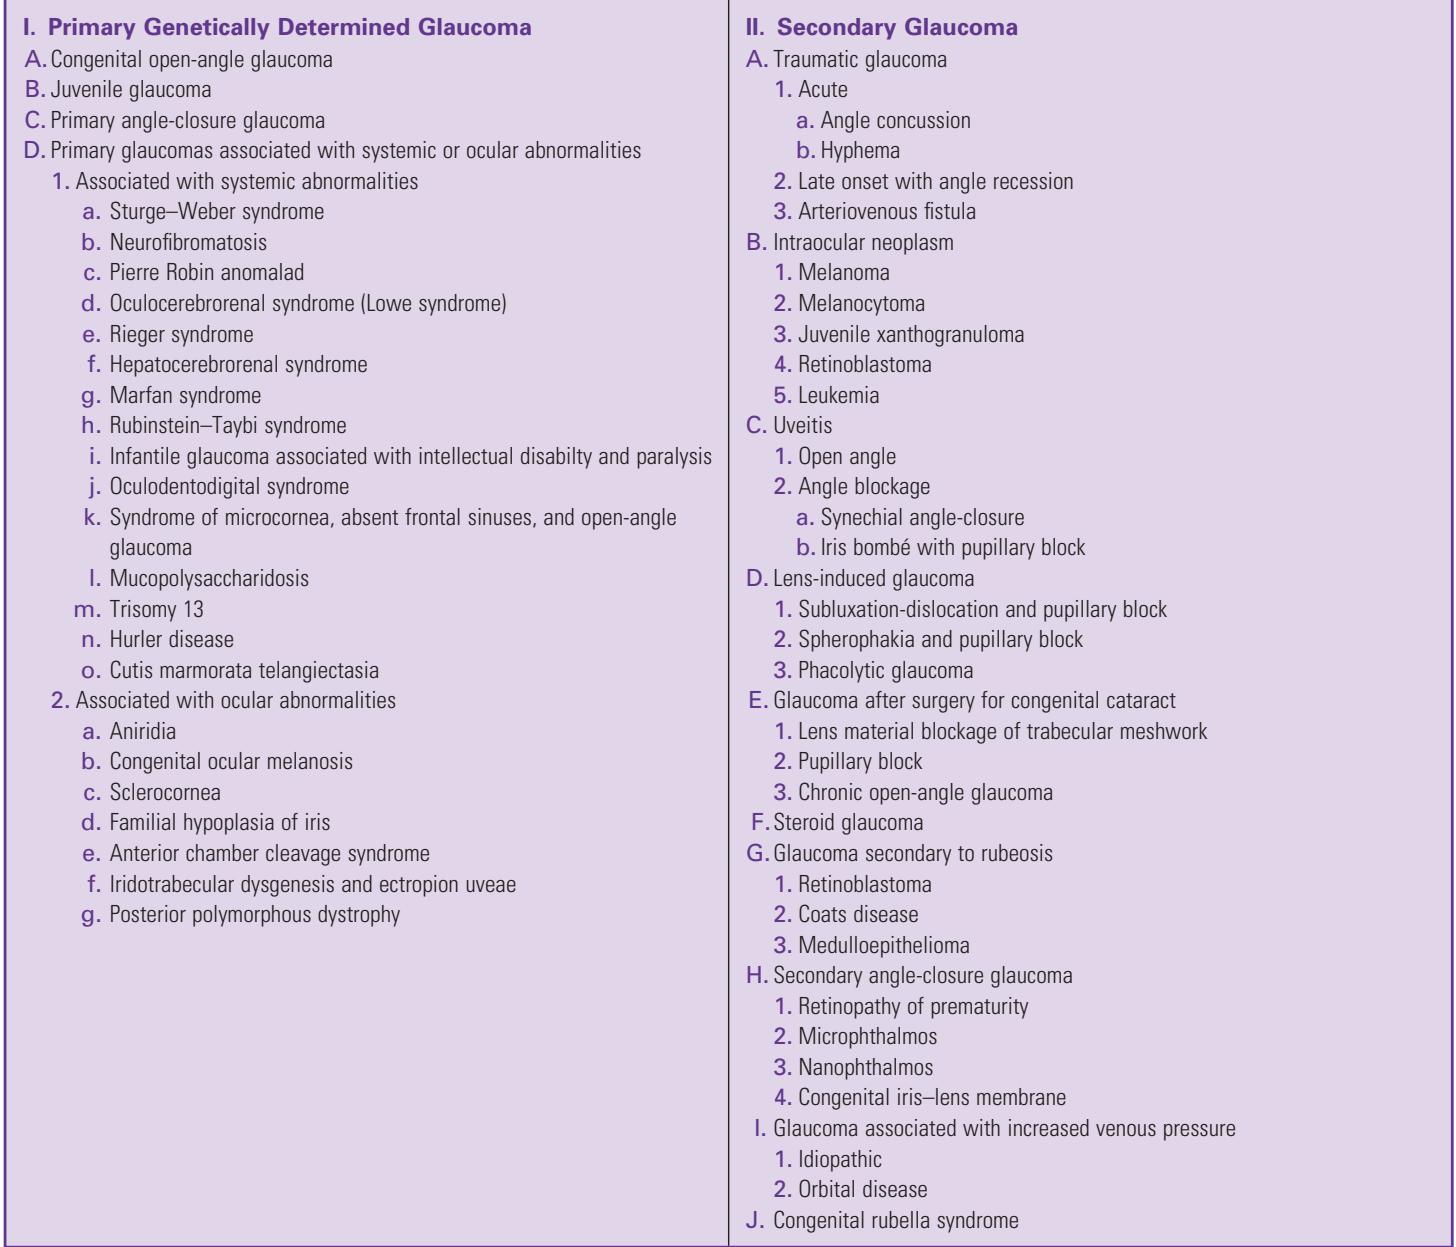 I. Primary Genetically Determined Glaucoma
A. Congenital open-angle glaucoma
B. Juvenile glaucoma
C. Primary angle-closure glaucoma
D. Primary glaucomas associated with systemic or ocular abnormalities
1. Associated with systemic abnormalities
a. Sturge–Weber syndrome
b. Neurofibromatosis
c. Pierre Robin anomalad
d. Oculocerebrorenal syndrome (Lowe syndrome)
e. Rieger syndrome
f. Hepatocerebrorenal syndrome
g. Marfan syndrome
h. Rubinstein–Taybi syndrome
i. Infantile glaucoma associated with intellectual disabilty and paralysis
j. Oculodentodigital syndrome
k. Syndrome of microcornea, absent frontal sinuses, and open-angle
glaucoma
l. Mucopolysaccharidosis
m. Trisomy 13
n. Hurler disease
o. Cutis marmorata telangiectasia
2. Associated with ocular abnormalities
a. Aniridia
b. Congenital ocular melanosis
c. Sclerocornea
d. Familial hypoplasia of iris
e. Anterior chamber cleavage syndrome
f. Iridotrabecular dysgenesis and ectropion uveae
g. Posterior polymorphous dystrophy
II. Secondary Glaucoma
A. Traumatic glaucoma
1. Acute
a. Angle concussion
b. Hyphema
2. Late onset with angle recession
3. Arteriovenous fistula
B. Intraocular neoplasm
1. Melanoma
2. Melanocytoma
3. Juvenile xanthogranuloma
4. Retinoblastoma
5. Leukemia
C. Uveitis
1. Open angle
2. Angle blockage
a. Synechial angle-closure
b. Iris bombé with pupillary block
D. Lens-induced glaucoma
1. Subluxation-dislocation and pupillary block
2. Spherophakia and pupillary block
3. Phacolytic glaucoma
E. Glaucoma after surgery for congenital cataract
1. Lens material blockage of trabecular meshwork
2. Pupillary block
3. Chronic open-angle glaucoma
F. Steroid glaucoma
G. Glaucoma secondary to rubeosis
1. Retinoblastoma
2. Coats disease
3. Medulloepithelioma
H. Secondary angle-closure glaucoma
1. Retinopathy of prematurity
2. Microphthalmos
3. Nanophthalmos
4. Congenital iris–lens membrane
I. Glaucoma associated with increased venous pressure
1. Idiopathic
2. Orbital disease
J. Congenital rubella syndrome